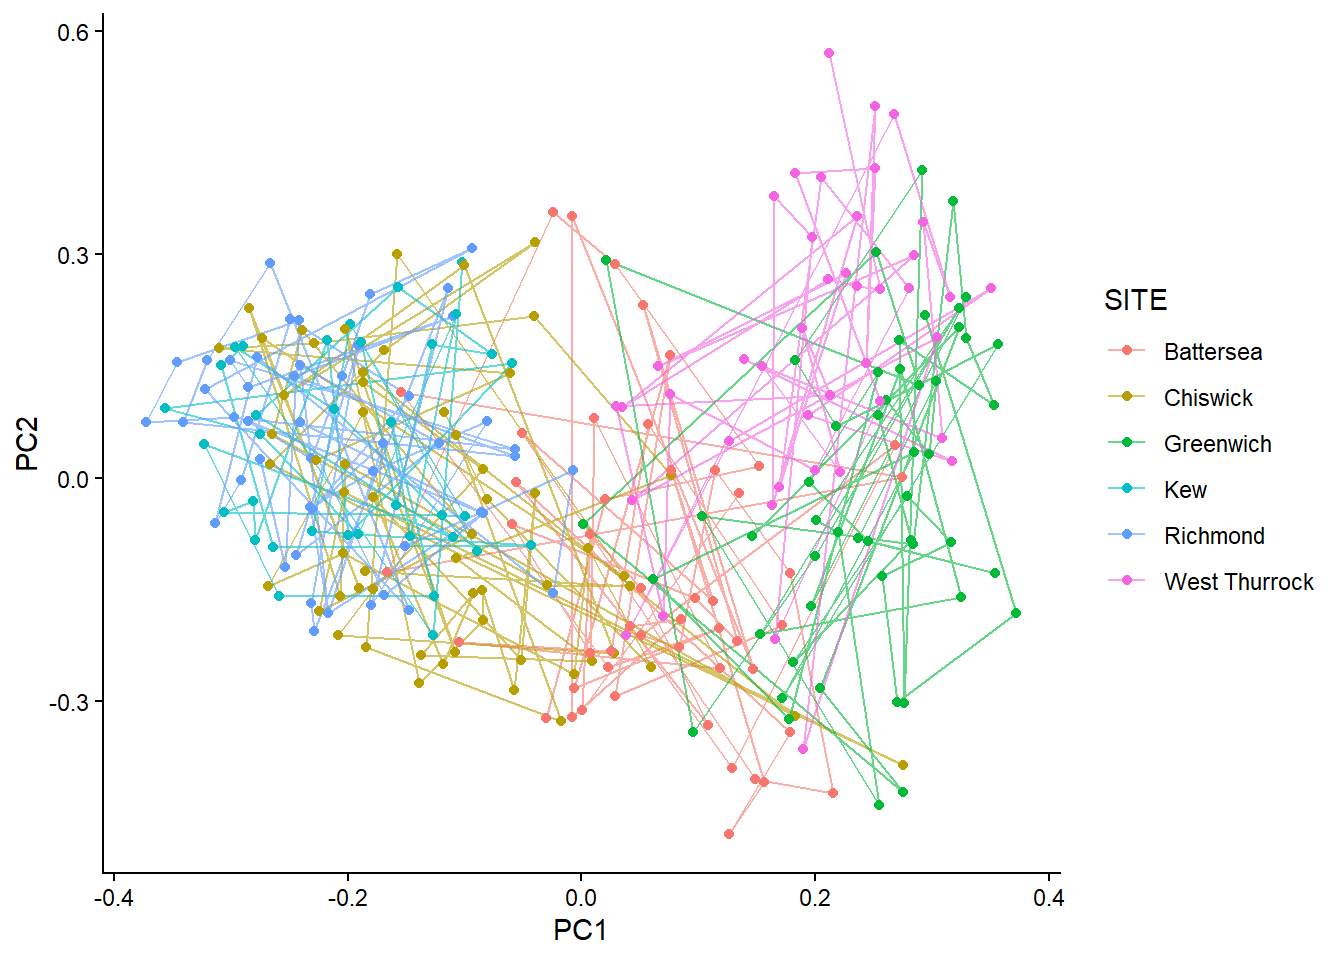 0.6
0.3
0.0
-0.3
PC2
-0.4 -0.2 0.0 0.2 0.4
PC1
SITE
Battersea
Chiswick
Greenwich
Kew
Richmond
West Thurrock